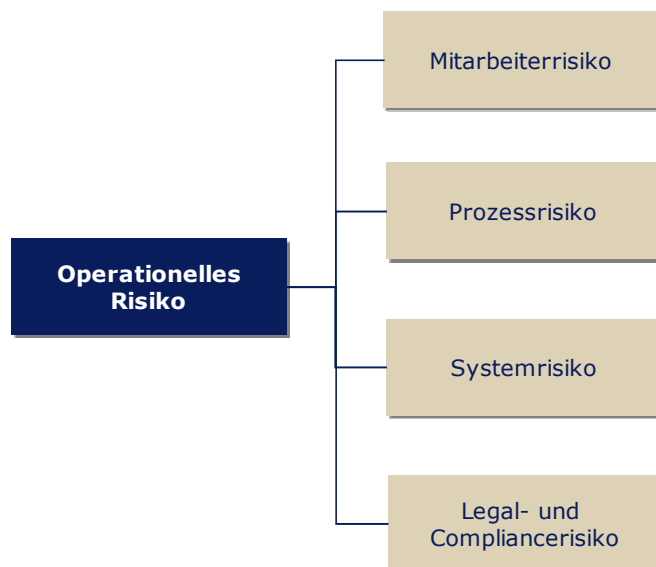 Mitarbeiterrisiko
Prozessrisiko
Operationelles
Risiko
Systemrisiko
Legal- und
Compliancerisiko